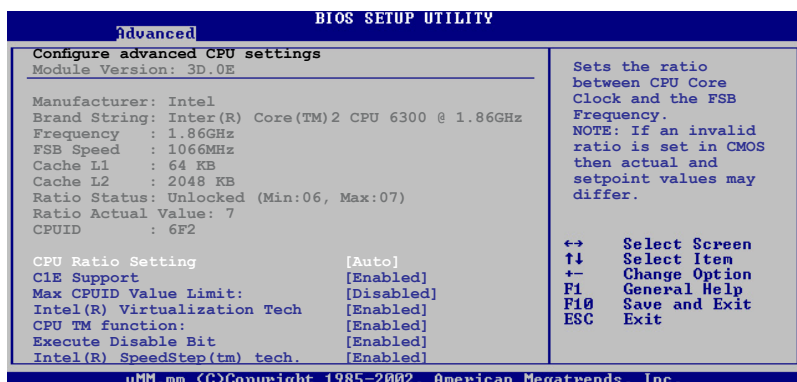 BIOS SETUP UTILITY
Advanced
Configure advanced CPU settings
Module Version: 3D.0E
Manufacturer: Intel
Brand String: Inter(R) Core(TM)2 CPU 6300 @ 1.86GHz
Frequency : 1.86GHz
FSB Speed : 1066MHz
Cache L1 : 64 KB
Cache L2 : 2048 KB
Ratio Status: Unlocked (Min:06, Max:07)
Ratio Actual Value: 7
CPUID : 6F2
CPU Ratio Setting [Auto]
C1E Support [Enabled]
Max CPUID Value Limit: [Disabled]
Intel(R) Virtualization Tech [Enabled]
CPU TM function: [Enabled]
Execute Disable Bit [Enabled]
Intel(R) SpeedStep(tm) tech. [Enabled]
Sets the ratio
between CPU Core
Clock and the FSB
Frequency.
NOTE: If an invalid
ratio is set in CMOS
then actual and
setpoint values may
differ.
←→ Select Screen
↑↓ Select Item
+- Change Option
F1 General Help
F10 Save and Exit
ESC Exit
(C)Copyright 1985-2002, American Megatrends, Inc